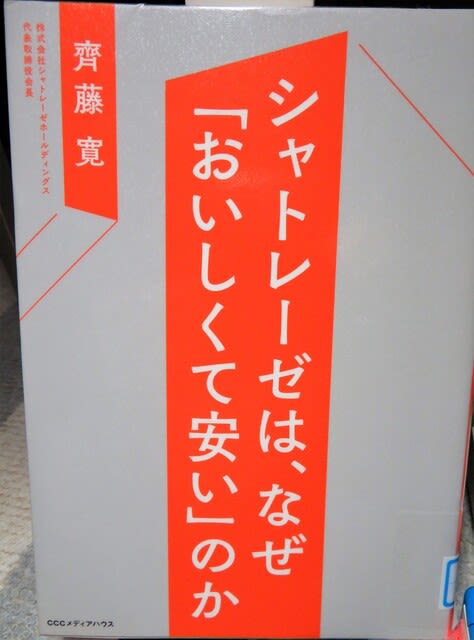 シャトレーゼは、なぜ
「おいしくて安い」のか
齊藤 寛
株式会社シャトレーゼホールディングス
代表取締役会長
CCCメディアハウス